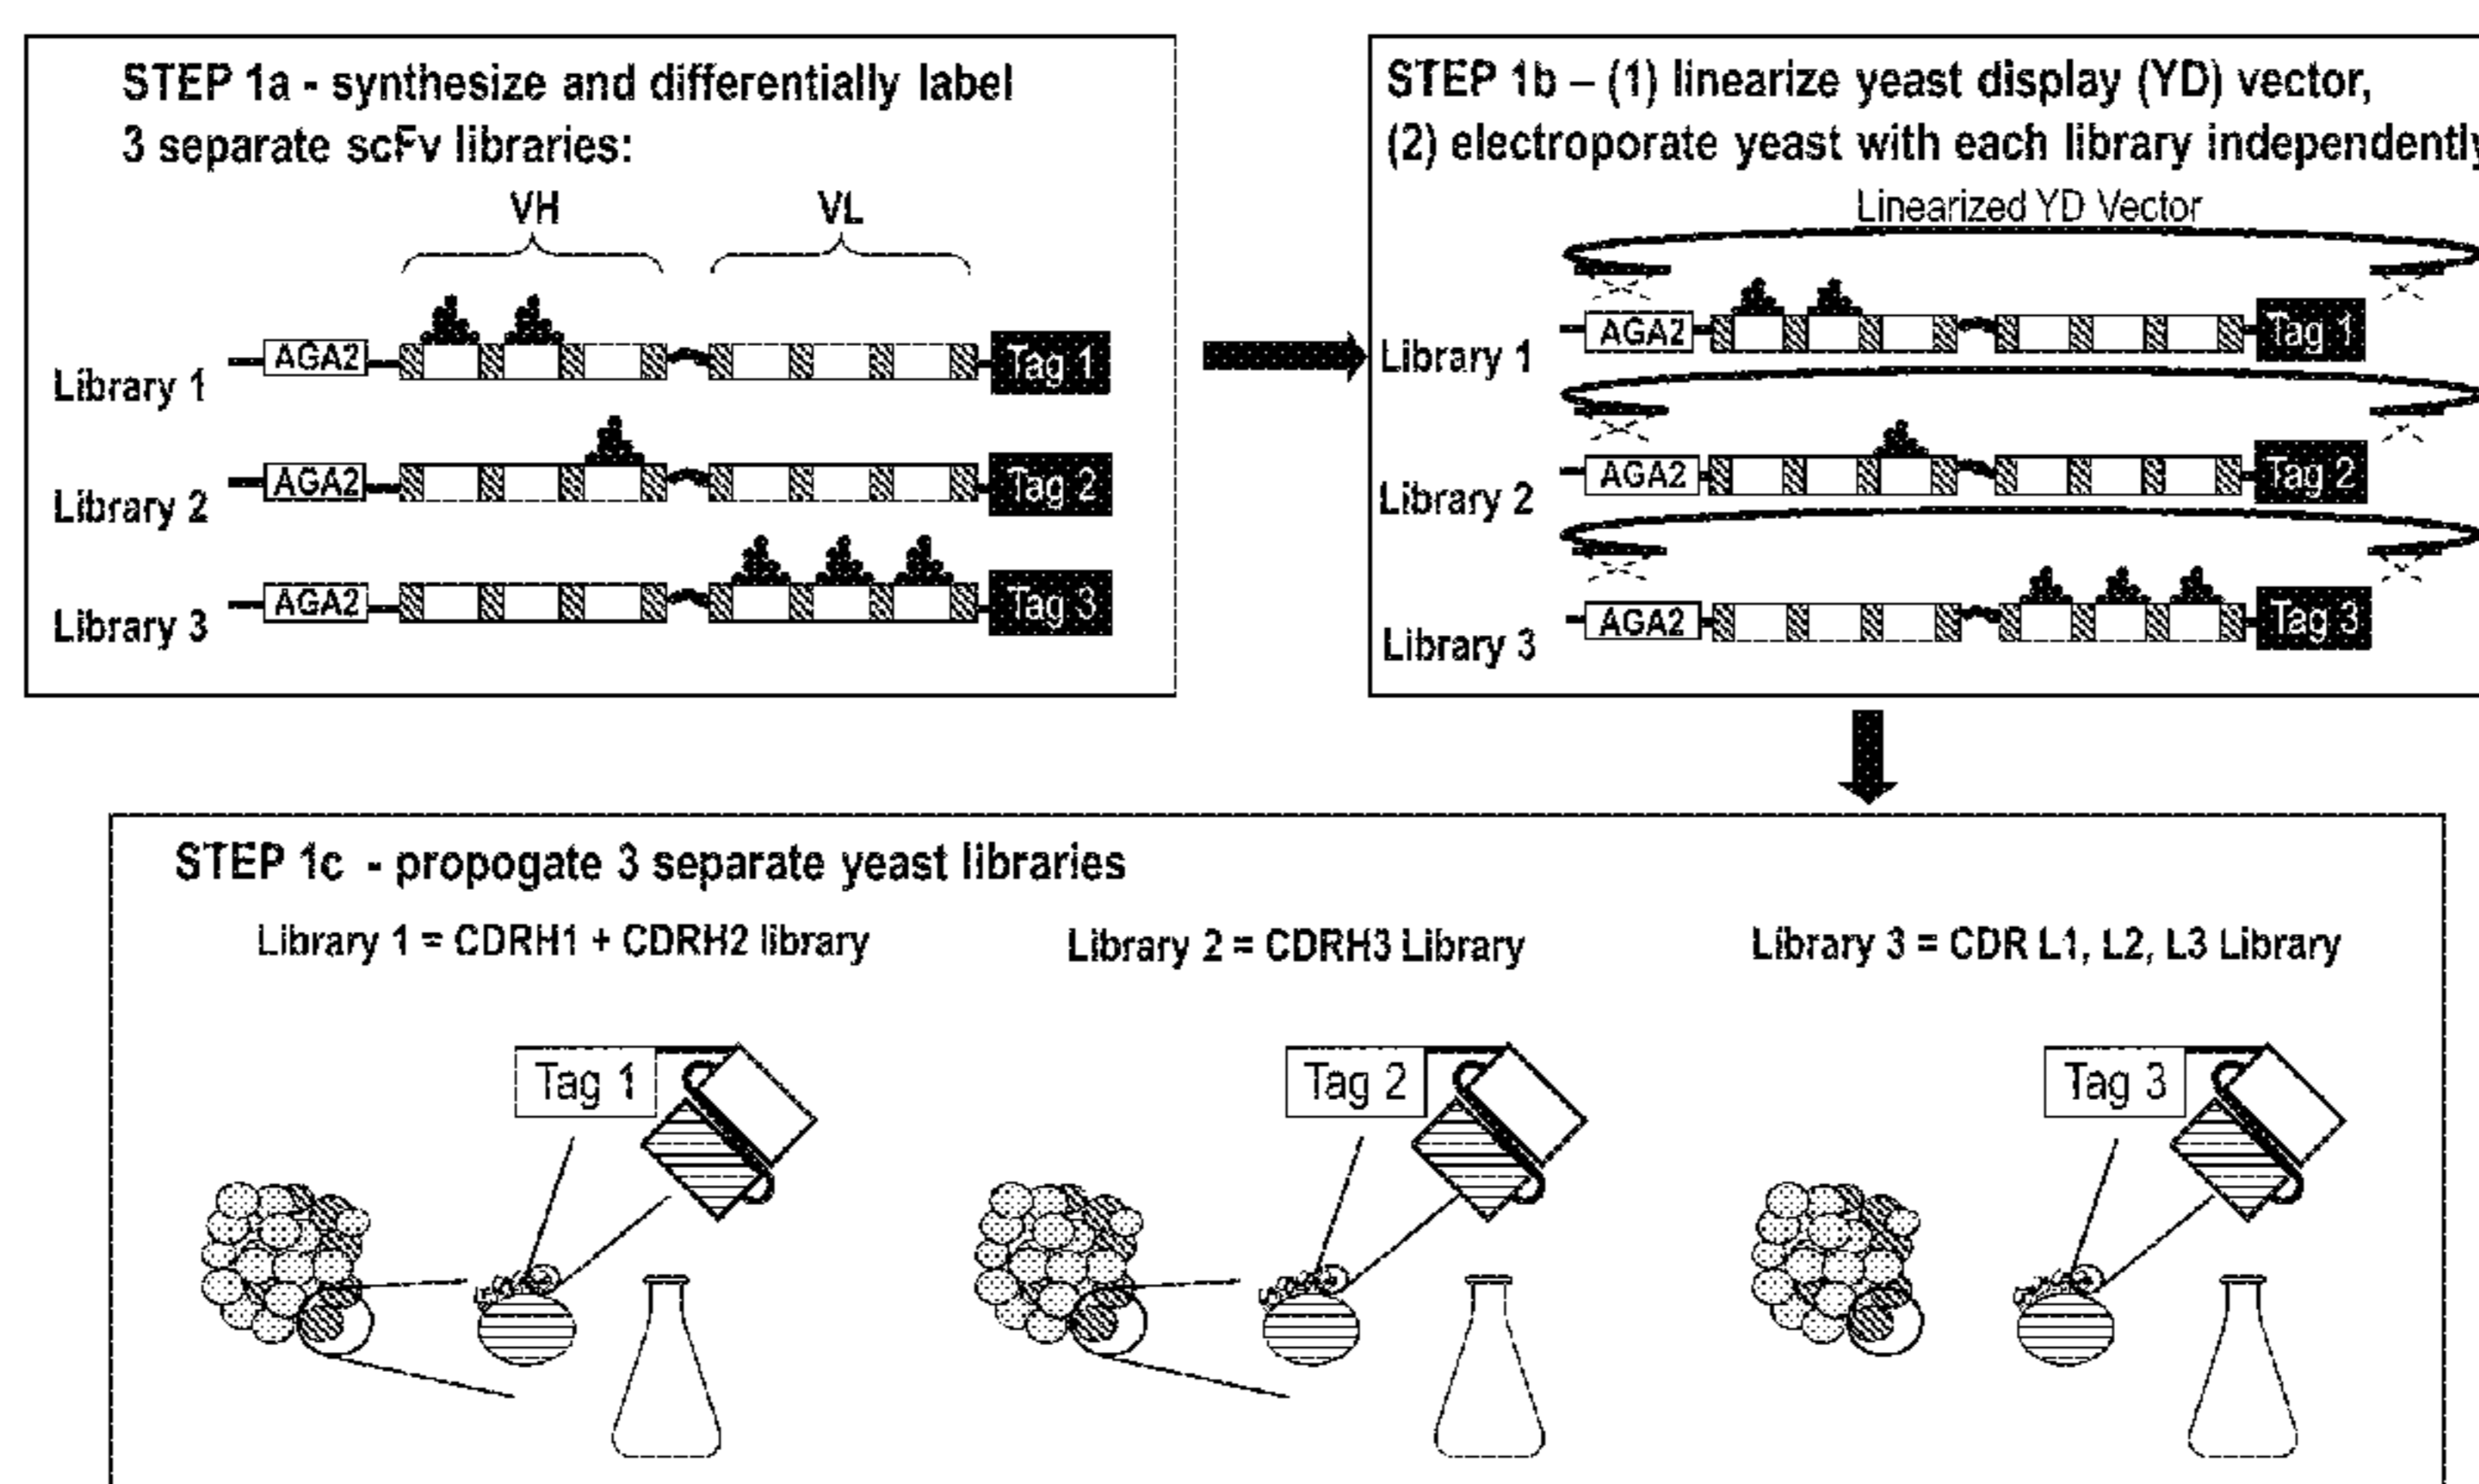 STEP 1a - synthesize and differentially label
3 separate scFv libraries:
VH VL
Library 1 AGA2 Tag 1
Library 2 AGA2 Tag 2
Library 3 AGA2 Tag 3
STEP 1b – (1) linearize yeast display (YD) vector,
(2) electroporate yeast with each library independently
Linearized YD Vector
Library 1 AGA2 Tag 1
Library 2 AGA2 Tag 2
Library 3 AGA2 Tag 3
STEP 1c - propogate 3 separate yeast libraries
Library 1 = CDRH1 + CDRH2 library
Library 2 = CDRH3 Library
Library 3 = CDR L1, L2, L3 Library
Tag 1
Tag 2
Tag 3